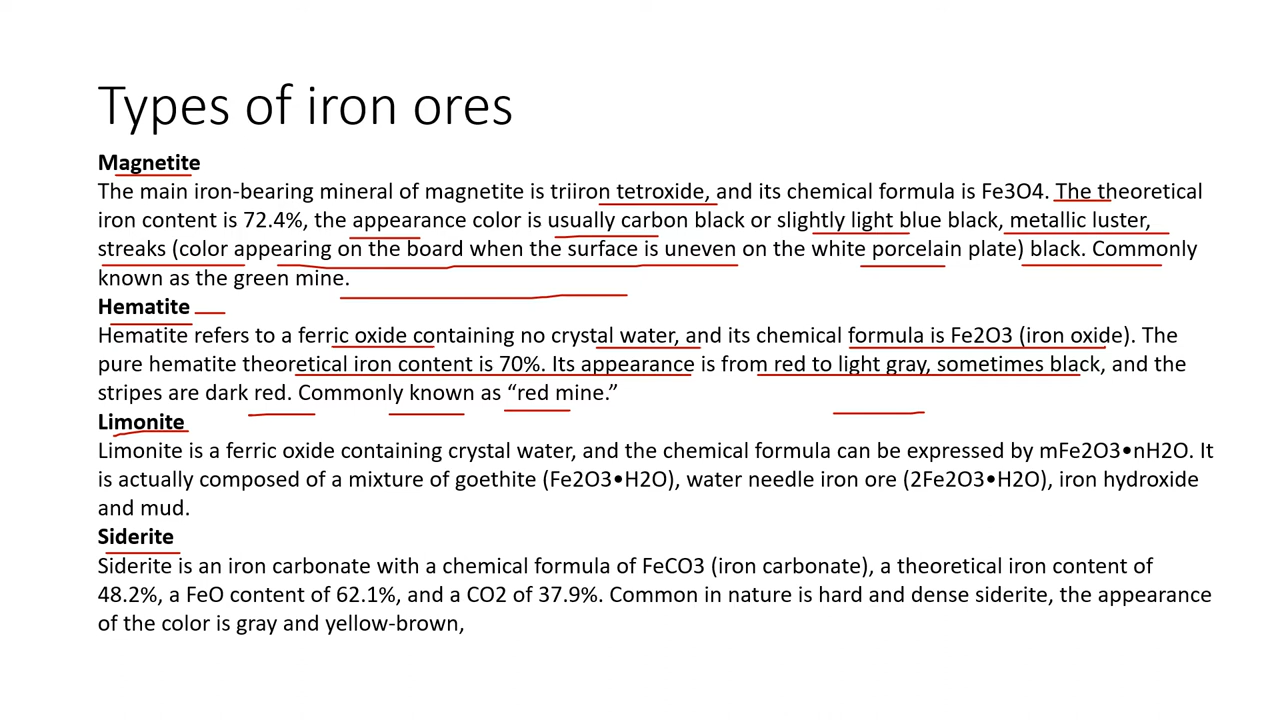 Types of iron ores
Magnetite
The main iron-bearing mineral of magnetite is triiron tetroxide, and its chemical formula is Fe3O4. The theoretical
iron content is 72.4%, the appearance color is usually carbon black or slightly light blue black, metallic luster,
streaks (color appearing on the board when the surface is uneven on the white porcelain plate) black. Commonly
known as the green mine.
Hematite
Hematite refers to a ferric oxide containing no crystal water, and its chemical formula is Fe2O3 (iron oxide). The
pure hematite theoretical iron content is 70%. Its appearance is from red to light gray, sometimes black, and the
stripes are dark red. Commonly known as “red mine.”
Limonite
Limonite is a ferric oxide containing crystal water, and the chemical formula can be expressed by mFe2O3•nH2O. It
is actually composed of a mixture of goethite (Fe2O3•H2O), water needle iron ore (2Fe2O3•H2O), iron hydroxide
and mud.
Siderite
Siderite is an iron carbonate with a chemical formula of FeCO3 (iron carbonate), a theoretical iron content of
48.2%, a FeO content of 62.1%, and a CO2 of 37.9%. Common in nature is hard and dense siderite, the appearance
of the color is gray and yellow-brown,